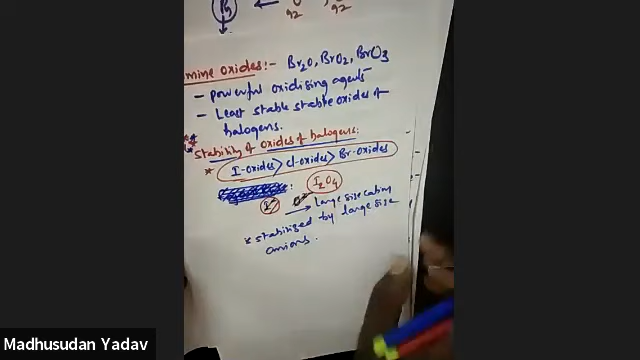 mine oxides:- Br2O, BrO2, BrO3
- powerful oxidising agents
- Least stable stable oxides of
halogens.
* Stability of oxides of halogens:
* I-oxides > Cl-oxides > Br-oxides
: I2O4
Large size cation
* stabilized by large size
anions.
Madhusudan Yadav